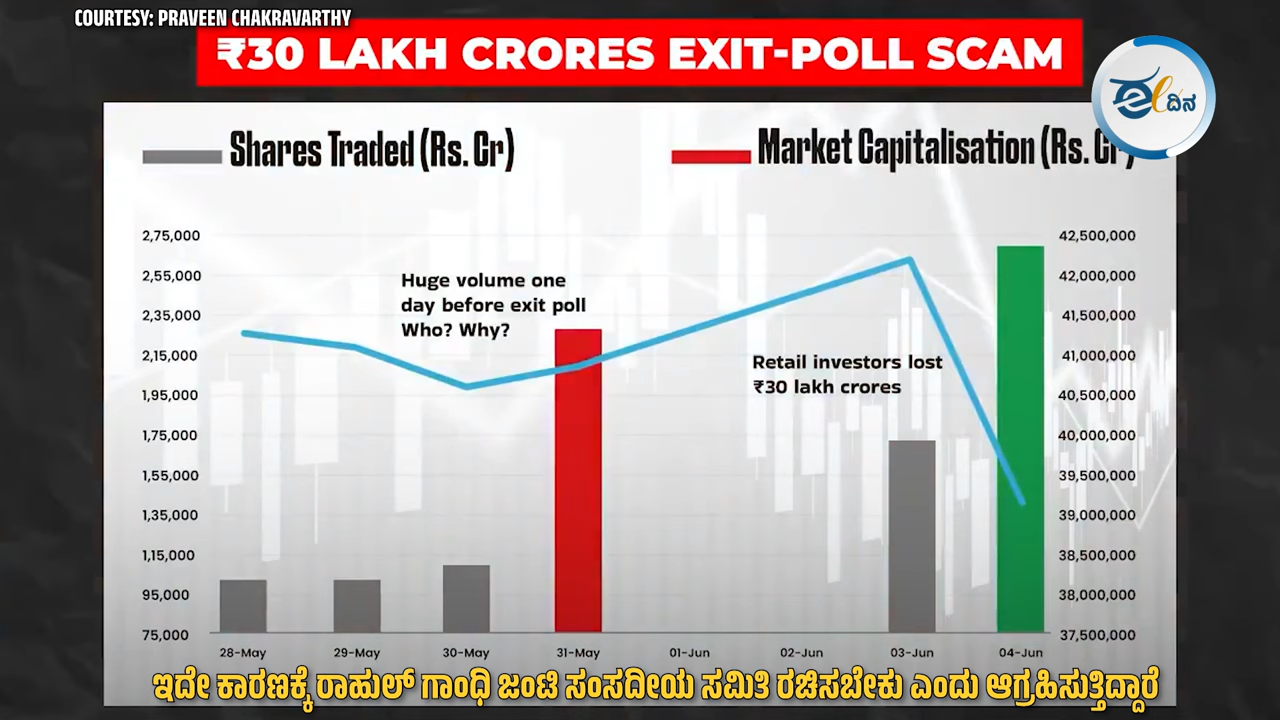 COURTESY: PRAVEEN CHAKRAVARTHY
₹30 LAKH CRORES EXIT-POLL SCAM
ಈದಿನ
Shares Traded (Rs. Cr)
Market Capitalisation (Rs. Cr)
2,75,000
42,500,000
2,55,000
42,000,000
2,35,000
41,500,000
2,15,000
41,000,000
1,95,000
40,500,000
1,75,000
40,000,000
1,55,000
39,500,000
1,35,000
39,000,000
1,15,000
38,500,000
95,000
38,000,000
75,000
37,500,000
Huge volume one
day before exit poll
Who? Why?
Retail investors lost
₹30 lakh crores
28-May 29-May 30-May 31-May 01-Jun 02-Jun 03-Jun 04-Jun
ಇದೇ ಕಾರಣಕ್ಕೆ ರಾಹುಲ್ ಗಾಂಧಿ ಜಂಟಿ ಸಂಸದೀಯ ಸಮಿತಿ ರಚಿಸಬೇಕು ಎಂದು ಆಗ್ರಹಿಸುತ್ತಿದ್ದಾರೆ